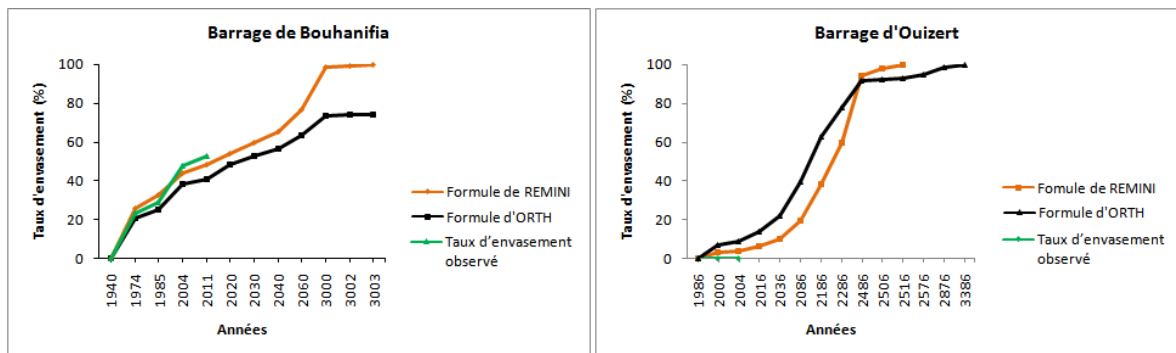 Barrage de Bouhanifia
Taux d'envasement (%)
100
80
60
40
20
0
1940
1974
1985
2004
2011
2020
2030
2040
2060
3000
3002
3003
Années
Formule de REMINI
Formule d'ORTH
Taux d’envasement
observé
Barrage d'Ouizert
Taux d'envasement (%)
100
80
60
40
20
0
1986
2000
2004
2016
2036
2086
2186
2286
2486
2506
2516
2576
2876
3386
Années
Fomule de REMINI
Formule d'ORTH
Taux d’envasement
observé